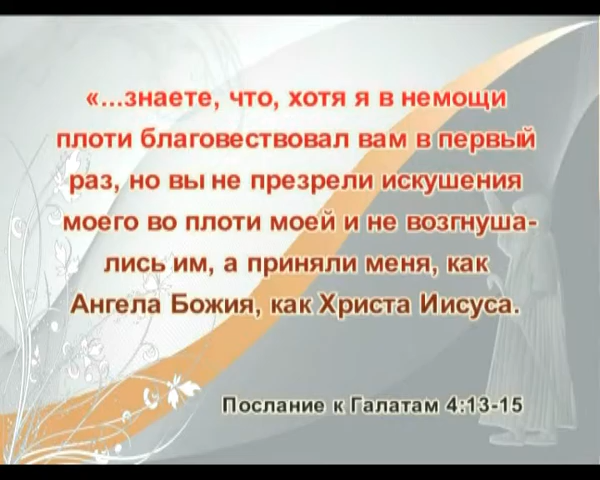 «...знаете, что, хотя я в немощи
плоти благовествовал вам в первый
раз, но вы не презрели искушения
моего во плоти моей и не возгнуша-
лись им, а приняли меня, как
Ангела Божия, как Христа Иисуса.
Послание к Галатам 4:13-15